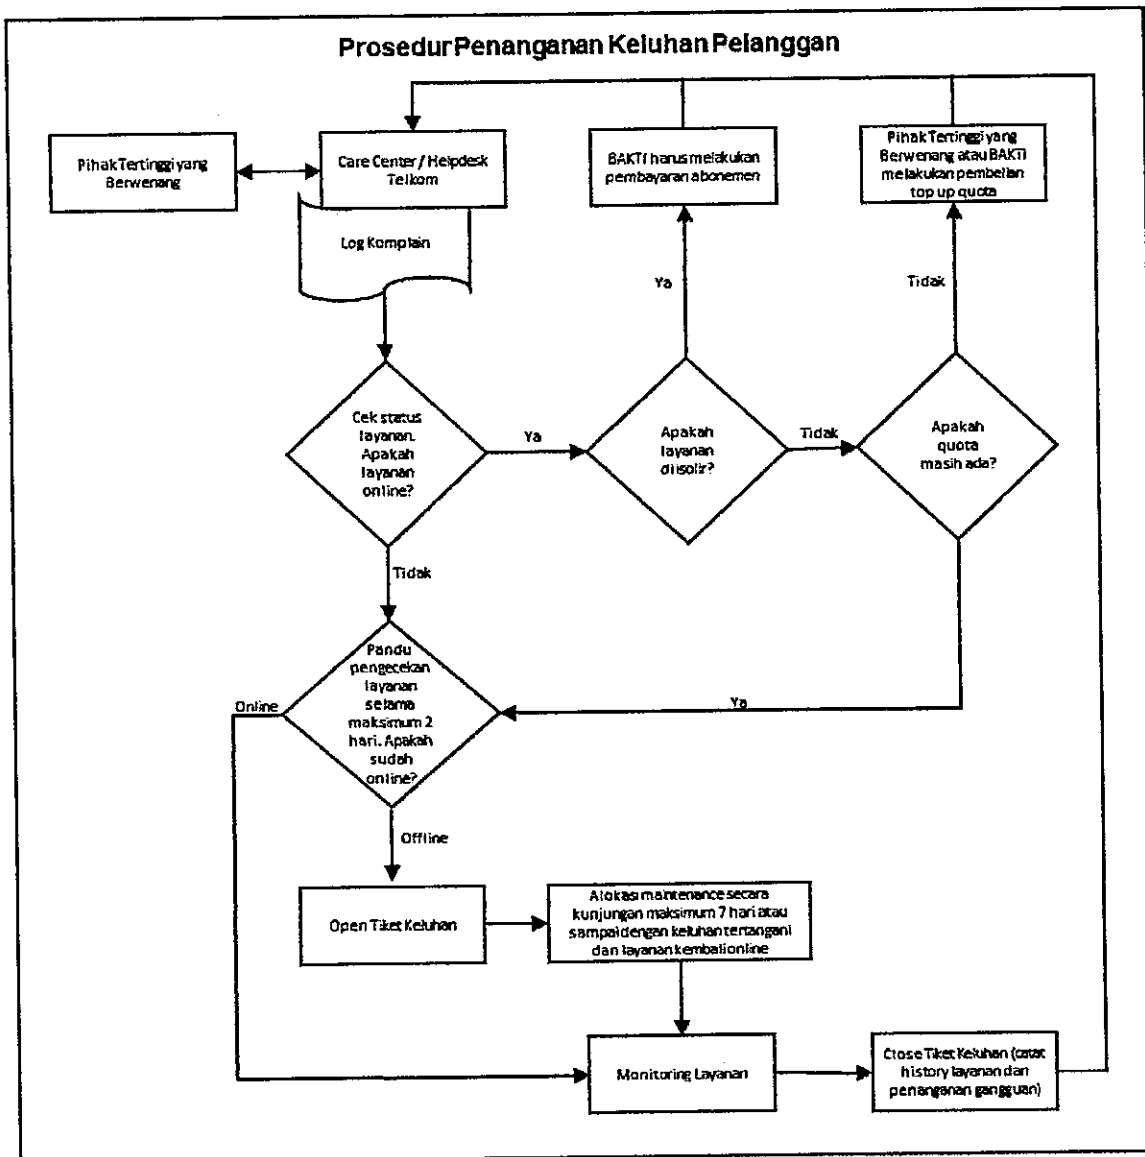 Prosedur Penanganan Keluhan Pelanggan
Pihak Tertinggi yang
Berwenang
Care Center / Helpdesk
Telkom
BAKTI harus melakukan
pembayaran abonemen
Pihak Tertinggi yang
Berwenang atau BAKTI
melakukan pembelian
top up quota
Log Komplain
Ya
Tidak
Cek status
layanan.
Apakah
layanan
online?
Ya
Apakah
layanan
diisolir?
Tidak
Apakah
quota
masih ada?
Tidak
Pandu
pengecekan
layanan
selama
maksimum 2
hari. Apakah
sudah
online?
Online
Ya
Offline
Open Tiket Keluhan
Alokasi maintenance secara
kunjungan maksimum 7 hari atau
sampai dengan keluhan tertangani
dan layanan kembali online
Monitoring Layanan
Close Tiket Keluhan (catat
history layanan dan
penanganan gangguan)